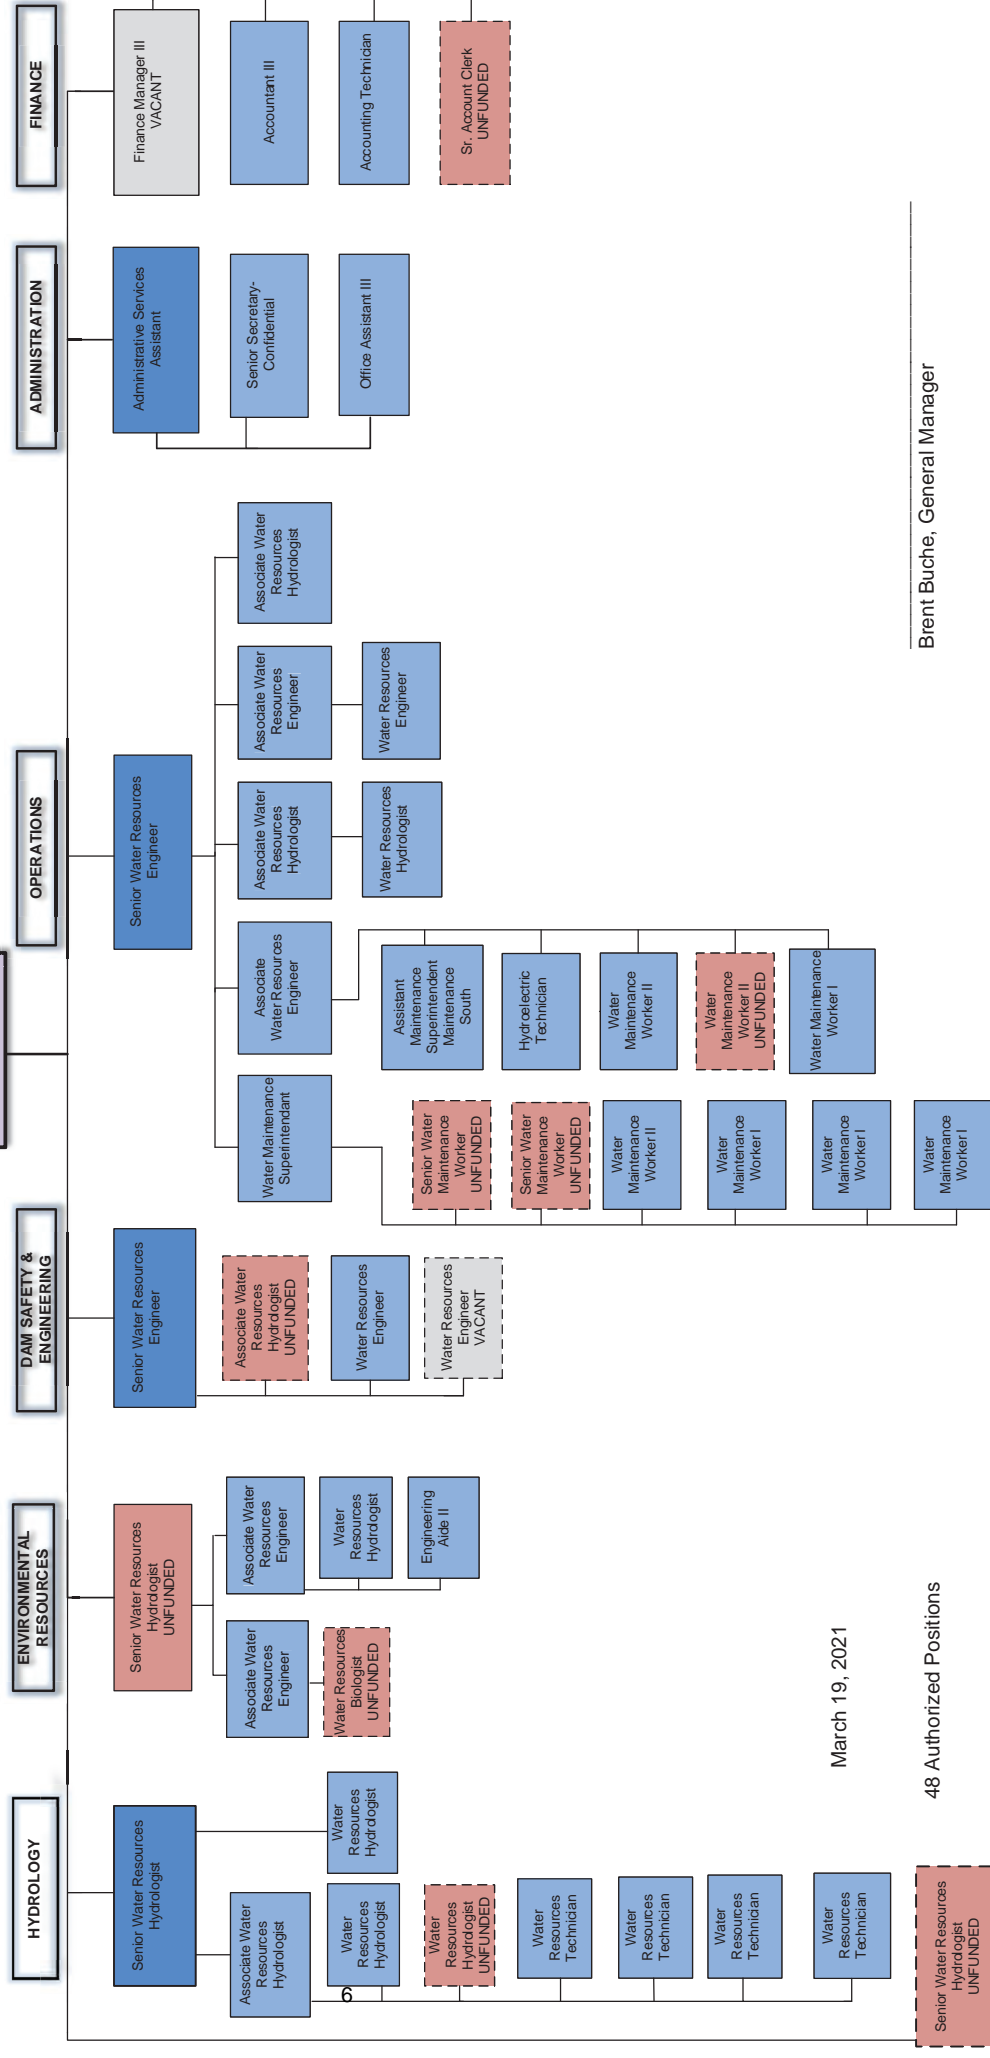 HYDROLOGY
Senior Water Resources
Hydrologist
Associate Water
Resources
Hydrologist
Water
Resources
Hydrologist
Water
Resources
Hydrologist
Water
Resources
Hydrologist
UNFUNDED
Water
Resources
Technician
Water
Resources
Technician
Water
Resources
Technician
Water
Resources
Technician
Senior Water Resources
Hydrologist
UNFUNDED
ENVIRONMENTAL
RESOURCES
Senior Water Resources
Hydrologist
UNFUNDED
Associate Water
Resources
Engineer
Water Resources
Biologist
UNFUNDED
Associate Water
Resources
Engineer
Water
Resources
Hydrologist
Engineering
Aide II
DAM SAFETY &
ENGINEERING
Senior Water Resources
Engineer
Associate Water
Resources
Hydrologist
UNFUNDED
Water Resources
Engineer
Water Resources
Engineer
VACANT
OPERATIONS
Senior Water Resources
Engineer
Water Maintenance
Superintendant
Senior Water
Maintenance
Worker
UNFUNDED
Senior Water
Maintenance
Worker
UNFUNDED
Water
Maintenance
Worker II
Water
Maintenance
Worker I
Water
Maintenance
Worker I
Water
Maintenance
Worker I
Associate
Water Resources
Engineer
Assistant
Maintenance
Superintendent
Maintenance
South
Hydroelectric
Technician
Water
Maintenance
Worker II
Water
Maintenance
Worker II
UNFUNDED
Water Maintenance
Worker I
Associate Water
Resources
Hydrologist
Water Resources
Hydrologist
Associate Water
Resources
Engineer
Water Resources
Engineer
Associate Water
Resources
Hydrologist
ADMINISTRATION
Administrative Services
Assistant
Senior Secretary-
Confidential
Office Assistant III
FINANCE
Finance Manager III
VACANT
Accountant III
Accounting Technician
Sr. Account Clerk
UNFUNDED
March 19, 2021
48 Authorized Positions
Brent Buche, General Manager
6